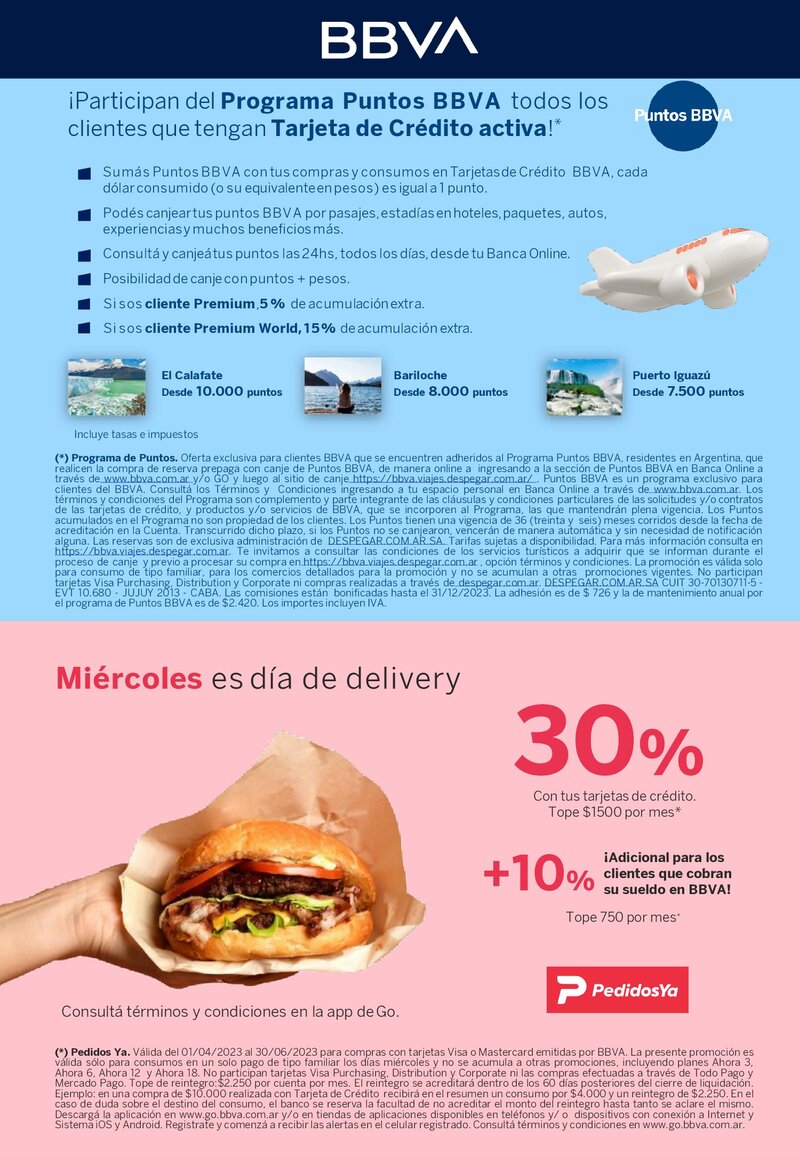 BBVA
¡Participan del Programa Puntos BBVA todos los
clientes que tengan Tarjeta de Crédito activa!*
Puntos BBVA
Sumás Puntos BBVA con tus compras y consumos en Tarjetas de Crédito BBVA, cada
dólar consumido (o su equivalente en pesos) es igual a 1 punto.
Podés canjear tus puntos BBVA por pasajes, estadías en hoteles, paquetes, autos,
experiencias y muchos beneficios más.
Consultá y canjeá tus puntos las 24hs, todos los días, desde tu Banca Online.
Posibilidad de canje con puntos + pesos.
Si sos cliente Premium, 5% de acumulación extra.
Si sos cliente Premium World, 15% de acumulación extra.
El Calafate
Desde 10.000 puntos
Bariloche
Desde 8.000 puntos
Puerto Iguazú
Desde 7.500 puntos
Incluye tasas e impuestos
(*) Programa de Puntos. Oferta exclusiva para clientes BBVA que se encuentren adheridos al Programa Puntos BBVA, residentes en Argentina, que
realicen la compra de reserva prepaga con canje de Puntos BBVA, de manera online a ingresando a la sección de Puntos BBVA en Banca Online a
través de www.bbva.com.ar y/o GO y luego al sitio de canje https://bbva.viajes.despegar.com.ar/ . Puntos BBVA es un programa exclusivo para
clientes del BBVA. Consultá los Términos y Condiciones ingresando a tu espacio personal en Banca Online a través de www.bbva.com.ar. Los
términos y condiciones del Programa son complemento y parte integrante de las cláusulas y condiciones particulares de las solicitudes y/o contratos
de las tarjetas de crédito, y productos y/o servicios de BBVA, que se incorporen al Programa, las que mantendrán plena vigencia. Los Puntos
acumulados en el Programa no son propiedad de los clientes. Los Puntos tienen una vigencia de 36 (treinta y seis) meses corridos desde la fecha de
acreditación en la Cuenta. Transcurrido dicho plazo, si los Puntos no se canjearon, vencerán de manera automática y sin necesidad de notificación
alguna. Las reservas son de exclusiva administración de DESPEGAR.COM.AR.SA. Tarifas sujetas a disponibilidad. Para más información consulta en
https://bbva.viajes.despegar.com.ar. Te invitamos a consultar las condiciones de los servicios turísticos a adquirir que se informan durante el
proceso de canje y previo a procesar su compra en https://bbva.viajes.despegar.com.ar , opción términos y condiciones. La promoción es válida solo
para consumo de tipo familiar, para los comercios detallados para la promoción y no se acumulan a otras promociones vigentes. No participan
tarjetas Visa Purchasing, Distribution y Corporate ni compras realizadas a través de despegar.com.ar. DESPEGAR.COM.AR.SA CUIT 30-70130711-5 -
EVT 10.680 - JUJUY 2013 - CABA. Las comisiones están bonificadas hasta el 31/12/2023. La adhesión es de $ 726 y la de mantenimiento anual por
el programa de Puntos BBVA es de $2.420. Los importes incluyen IVA.
Miércoles es día de delivery
30%
Con tus tarjetas de crédito.
Tope $1500 por mes*
+10%
¡Adicional para los
clientes que cobran
su sueldo en BBVA!
Tope 750 por mes*
PedidosYa
Consultá términos y condiciones en la app de Go.
(*) Pedidos Ya. Válida del 01/04/2023 al 30/06/2023 para compras con tarjetas Visa o Mastercard emitidas por BBVA. La presente promoción es
válida sólo para consumos en un solo pago de tipo familiar los días miércoles y no se acumula a otras promociones, incluyendo planes Ahora 3,
Ahora 6, Ahora 12 y Ahora 18. No participan tarjetas Visa Purchasing, Distribution y Corporate ni las compras efectuadas a través de Todo Pago y
Mercado Pago. Tope de reintegro:$2.250 por cuenta por mes. El reintegro se acreditará dentro de los 60 días posteriores del cierre de liquidación.
Ejemplo: en una compra de $10.000 realizada con Tarjeta de Crédito recibirá en el resumen un consumo por $4.000 y un reintegro de $2.250. En el
caso de duda sobre el destino del consumo, el banco se reserva la facultad de no acreditar el monto del reintegro hasta tanto se aclare el mismo.
Descargá la aplicación en www.go.bbva.com.ar y/o en tiendas de aplicaciones disponibles en teléfonos y/ o dispositivos con conexión a Internet y
Sistema iOS y Android. Registrate y comenzá a recibir las alertas en el celular registrado. Consultá términos y condiciones en www.go.bbva.com.ar.